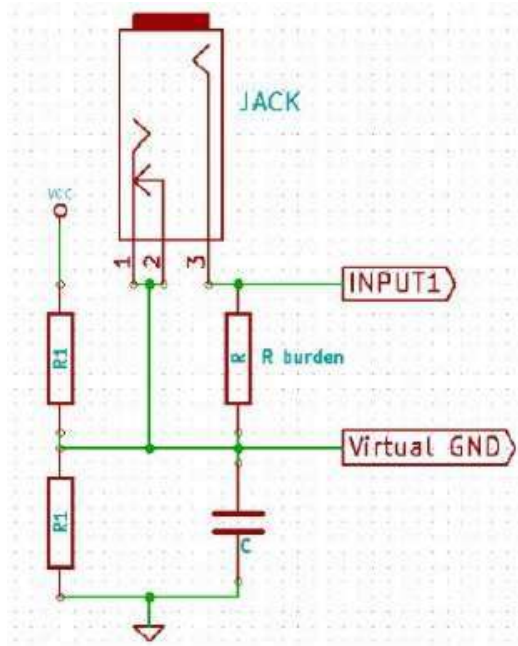 JACK
VCC
1 2 3
INPUT1
R1
R
R burden
Virtual GND
R1
C